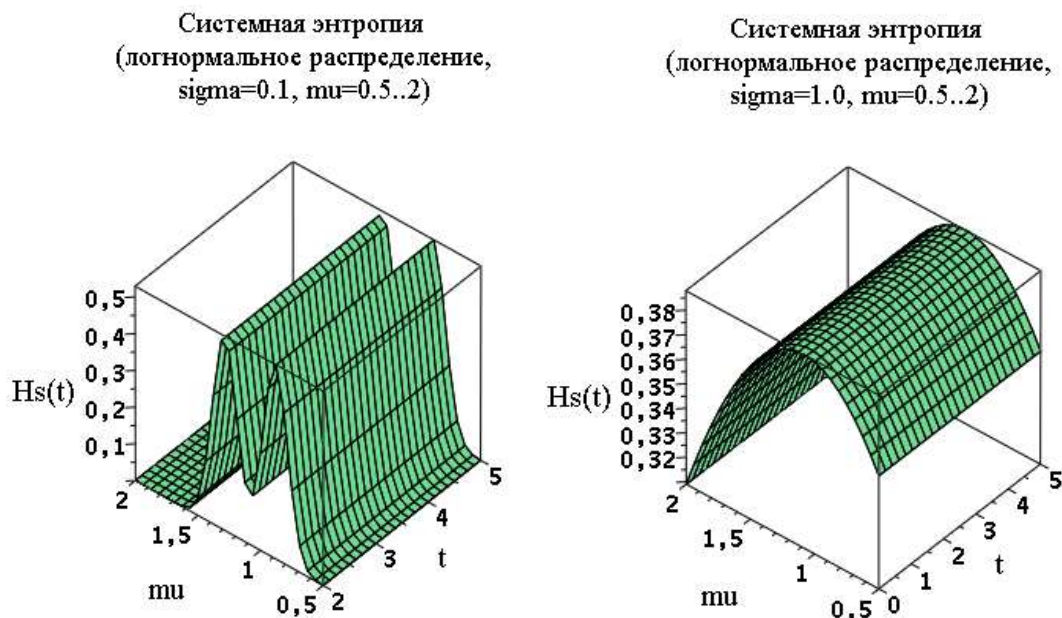 Системная энтропия
(логнормальное распределение,
sigma=0.1, mu=0.5..2)
0,5
0,4
0,3
Hs(t)
0,2
0,1
2
1,5
mu
1
0,5
2
3
t
4
5
Системная энтропия
(логнормальное распределение,
sigma=1.0, mu=0.5..2)
0,38
0,37
0,36
0,35
Hs(t)
0,34
0,33
0,32
2
1,5
mu
1
0,5
0
1
2
t
3
4
5